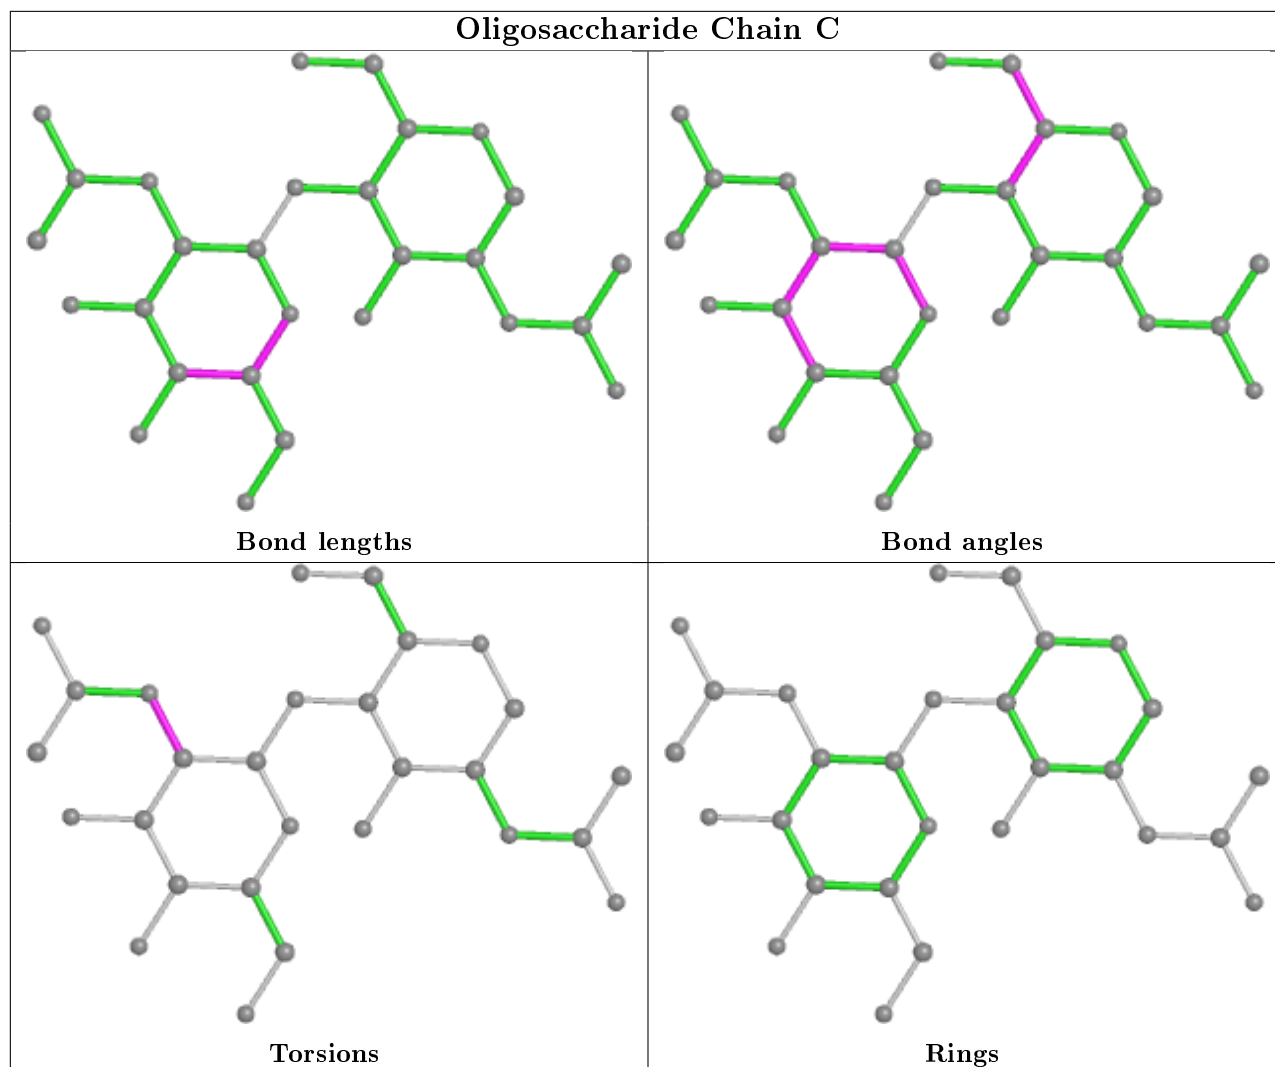 Oligosaccharide Chain C
Bond lengths
Bond angles
Torsions
Rings